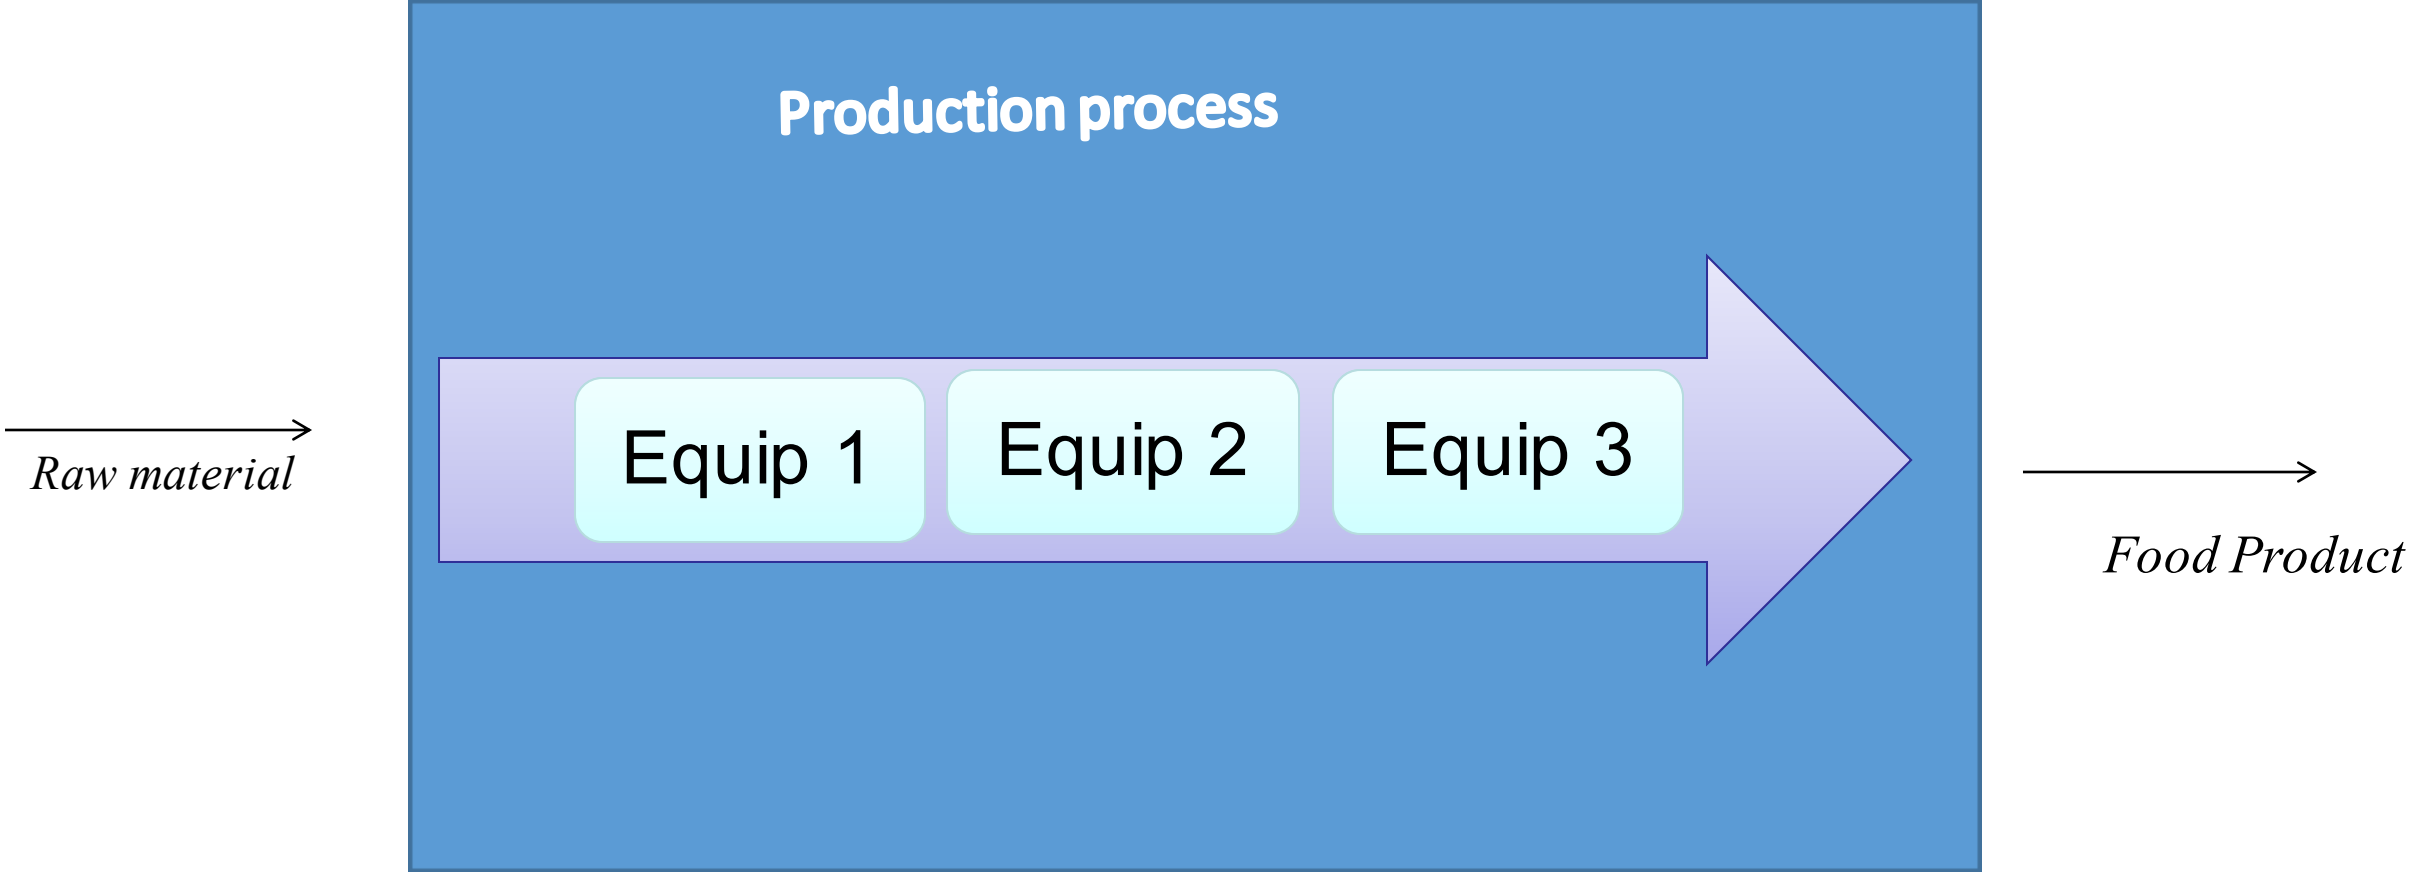 Production process
Raw material
Equip 1
Equip 2
Equip 3
Food Product